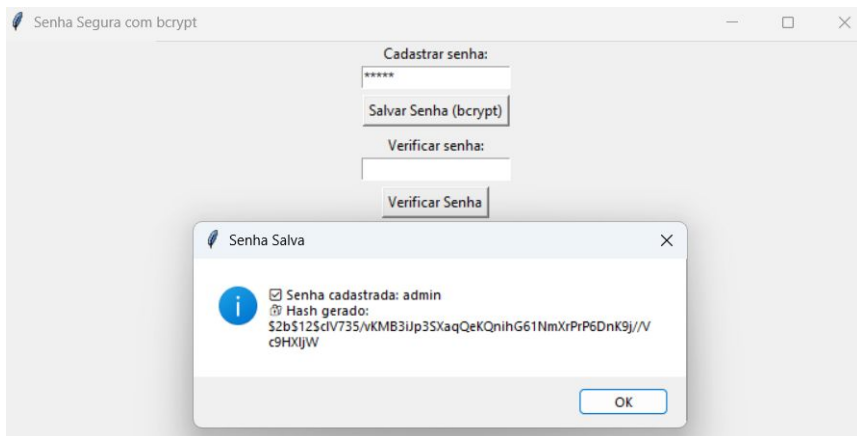 Senha Segura com bcrypt
Cadastrar senha:
*****
Salvar Senha (bcrypt)
Verificar senha:
Verificar Senha
Senha Salva
Senha cadastrada: admin
Hash gerado:
$2b$12$cIV735/vKMB3iJp3SXaqQeKQnihG61NmXrPrP6DnK9j//V
c9HXIjW
OK